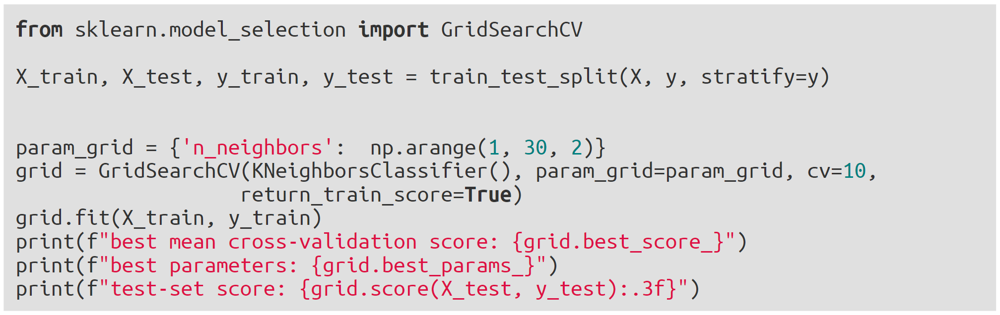 from sklearn.model_selection import GridSearchCV
X_train, X_test, y_train, y_test = train_test_split(X, y, stratify=y)
param_grid = {'n_neighbors':  np.arange(1, 30, 2)}
grid = GridSearchCV(KNeighborsClassifier(), param_grid=param_grid, cv=10,
                   return_train_score=True)
grid.fit(X_train, y_train)
print(f"best mean cross-validation score: {grid.best_score_}")
print(f"best parameters: {grid.best_params_}")
print(f"test-set score: {grid.score(X_test, y_test):.3f}")